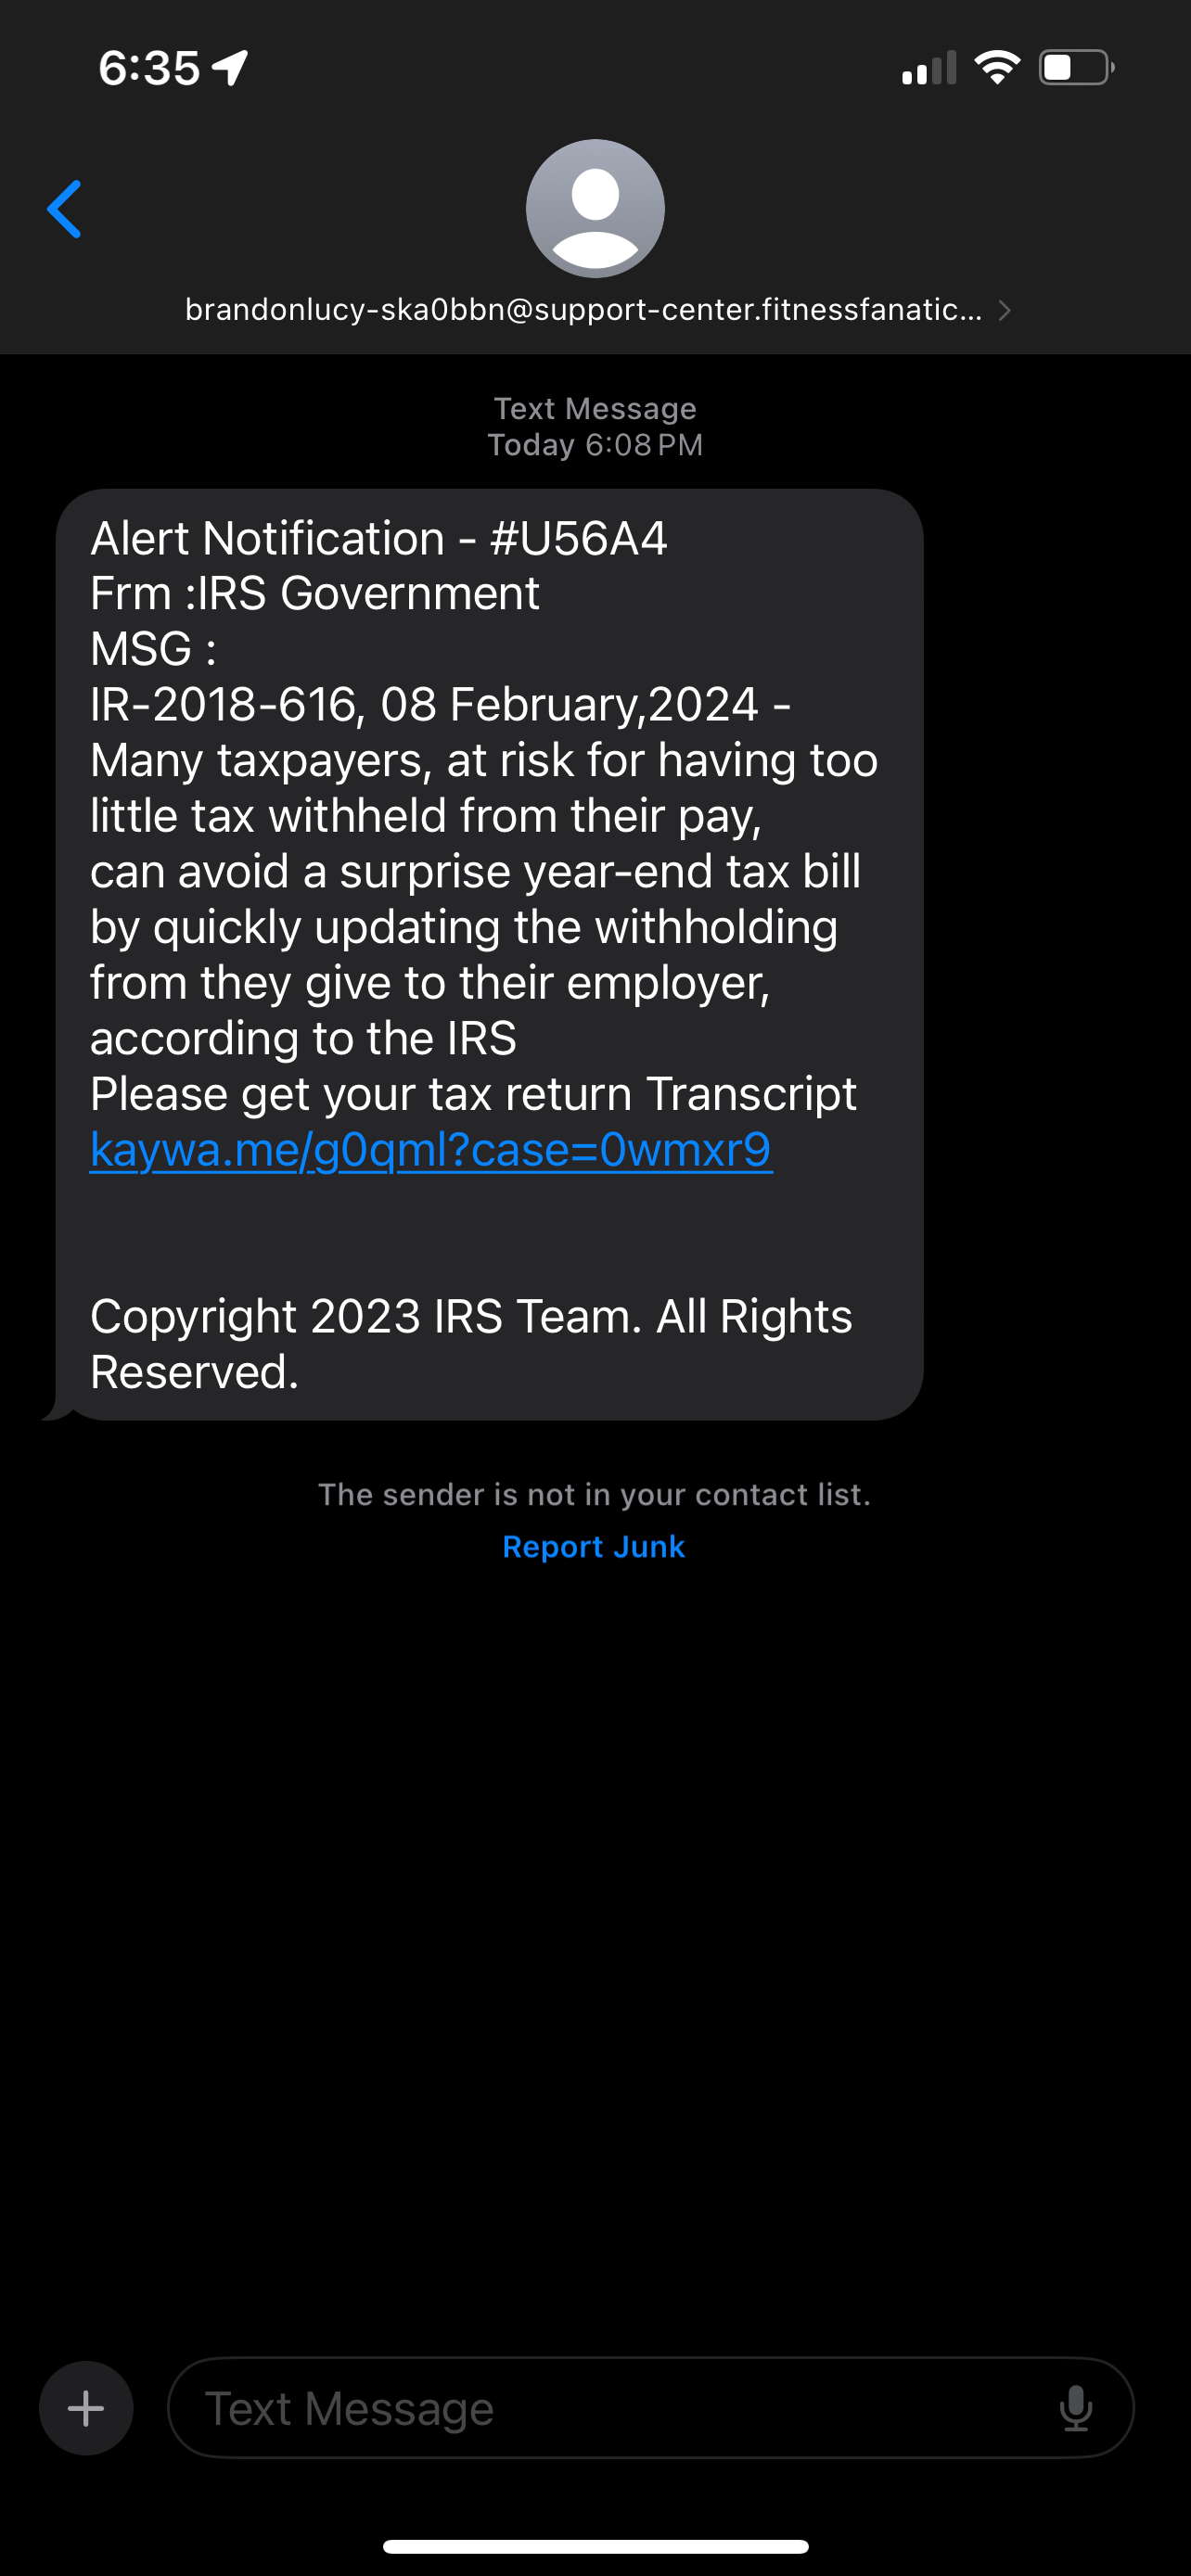 6:35
brandonlucy-ska0bbn@support-center.fitnessfanatic...
Text Message
Today 6:08 PM
Alert Notification - #U56A4
Frm :IRS Government
MSG :
IR-2018-616, 08 February,2024 -
Many taxpayers, at risk for having too
little tax withheld from their pay,
can avoid a surprise year-end tax bill
by quickly updating the withholding
from they give to their employer,
according to the IRS
Please get your tax return Transcript
kaywa.me/g0qml?case=0wmxr9
Copyright 2023 IRS Team. All Rights
Reserved.
The sender is not in your contact list.
Report Junk
Text Message